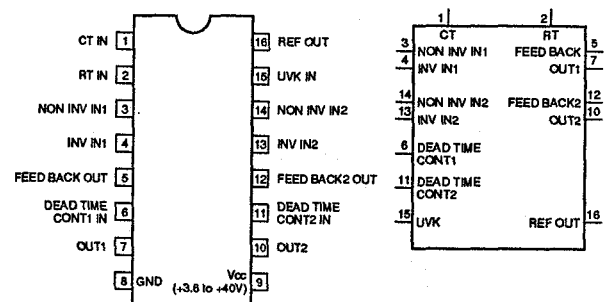 CT IN 1
RT IN 2
NON INV IN1 3
INV IN1 4
FEED BACK OUT 5
DEAD TIME
CONT1 IN 6
OUT1 7
8 GND
16 REF OUT
15 UVK IN
14 NON INV IN2
13 INV IN2
12 FEED BACK2 OUT
11 DEAD TIME
CONT2 IN
10 OUT2
Vcc
(+3.6 to +40V) 9
1 2
CT RT
3 NON INV IN1 FEED BACK 5
4 INV IN1 OUT1 7
14 NON INV IN2 FEED BACK2 12
13 INV IN2 OUT2 10
6 DEAD TIME
CONT1
11 DEAD TIME
CONT2
15 UVK REF OUT 16